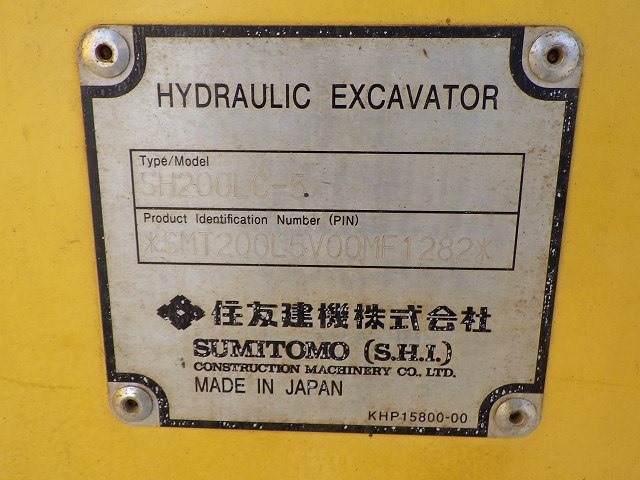 HYDRAULIC EXCAVATOR
Type/Model
SH200LC-5
Product Identification Number (PIN)
*SMT200L5V00MF1282*
住友建機株式会社
SUMITOMO (S.H.I.)
CONSTRUCTION MACHINERY CO., LTD.
MADE IN JAPAN
KHP15800-00